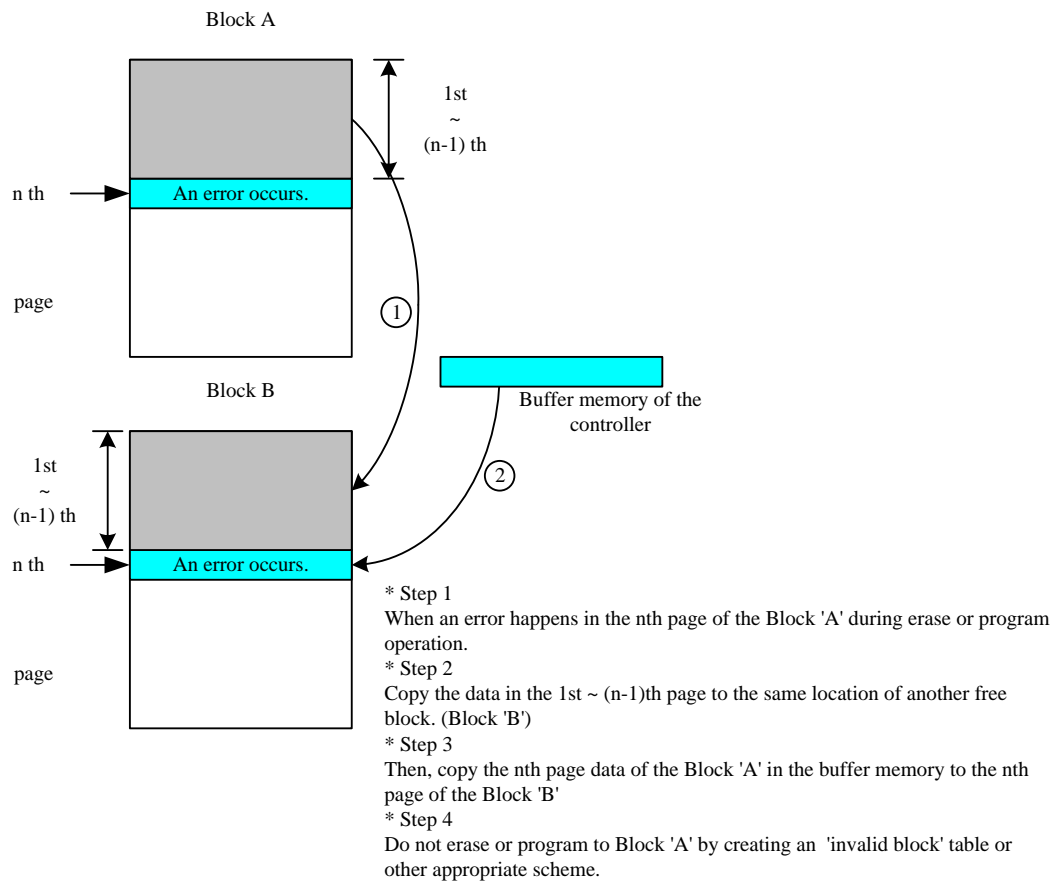 Block A
1st
~
(n-1) th
n th
An error occurs.
page
1
Block B
Buffer memory of the
controller
1st
~
(n-1) th
2
n th
An error occurs.
page
* Step 1
When an error happens in the nth page of the Block 'A' during erase or program
operation.
* Step 2
Copy the data in the 1st ~ (n-1)th page to the same location of another free
block. (Block 'B')
* Step 3
Then, copy the nth page data of the Block 'A' in the buffer memory to the nth
page of the Block 'B'
* Step 4
Do not erase or program to Block 'A' by creating an 'invalid block' table or
other appropriate scheme.